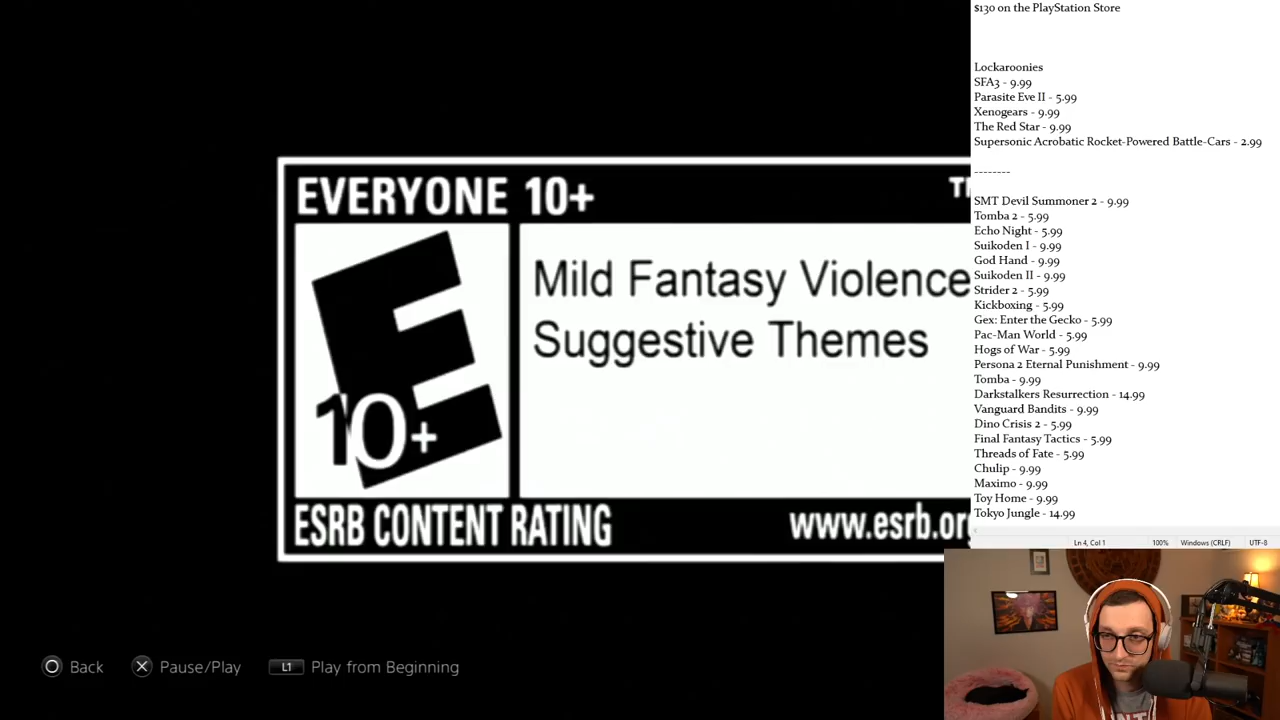 $130 on the PlayStation Store
Lockaroonies
SFA3 - 9.99
Parasite Eve II - 5.99
Xenogears - 9.99
The Red Star - 9.99
Supersonic Acrobatic Rocket-Powered Battle-Cars - 2.99
--------
SMT Devil Summoner 2 - 9.99
Tomba 2 - 5.99
Echo Night - 5.99
Suikoden I - 9.99
God Hand - 9.99
Suikoden II - 9.99
Strider 2 - 5.99
Kickboxing - 5.99
Gex: Enter the Gecko - 5.99
Pac-Man World - 5.99
Hogs of War - 5.99
Persona 2 Eternal Punishment - 9.99
Tomba - 9.99
Darkstalkers Resurrection - 14.99
Vanguard Bandits - 9.99
Dino Crisis 2 - 5.99
Final Fantasy Tactics - 5.99
Threads of Fate - 5.99
Chulip - 9.99
Maximo - 9.99
Toy Home - 9.99
Tokyo Jungle - 14.99
Ln 4, Col 1 100% Windows (CRLF) UTF-8
EVERYONE 10+
E
10+
Mild Fantasy Violence
Suggestive Themes
ESRB CONTENT RATING www.esrb.or
Back Pause/Play L1 Play from Beginning